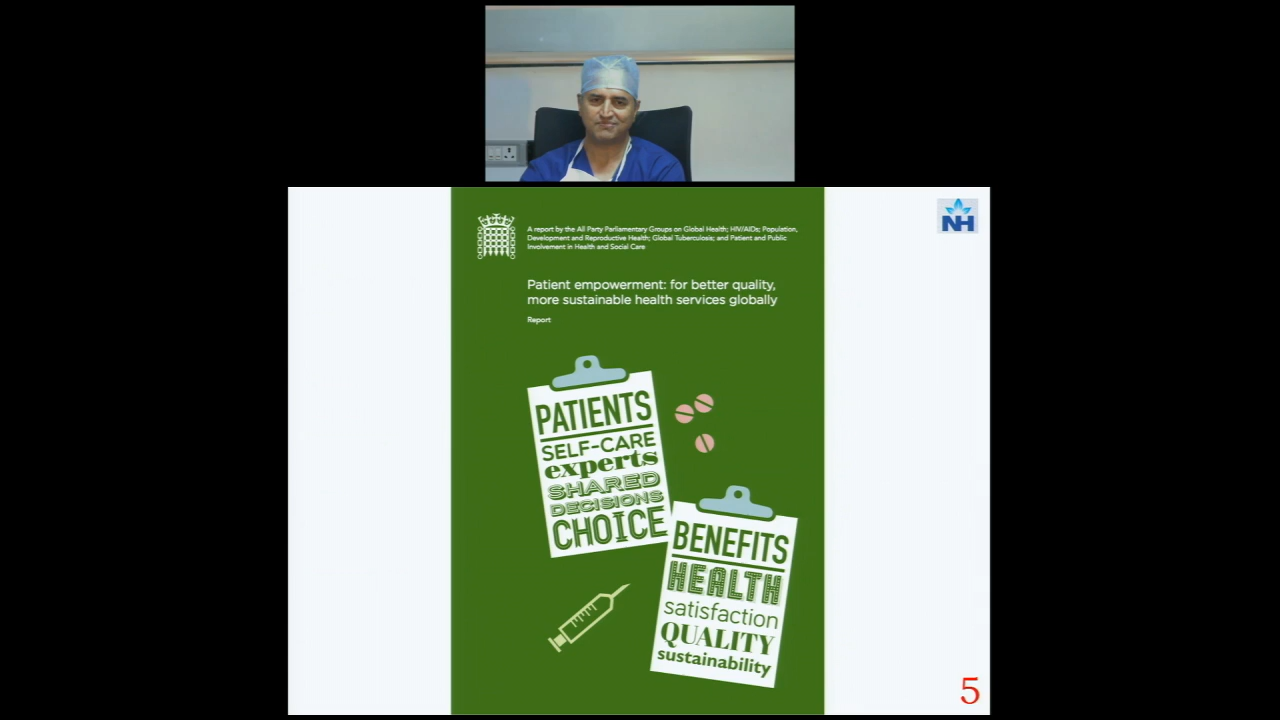 NH
A report by the All Party Parliamentary Groups on Global Health; HIV/AIDs; Population,
Development and Reproductive Health; Global Tuberculosis; and Patient and Public
Involvement in Health and Social Care
Patient empowerment: for better quality,
more sustainable health services globally
Report
PATIENTS
SELF-CARE
experts
SHARED
DECISIONS
CHOICE
BENEFITS
HEALTH
satisfaction
QUALITY
sustainability
5